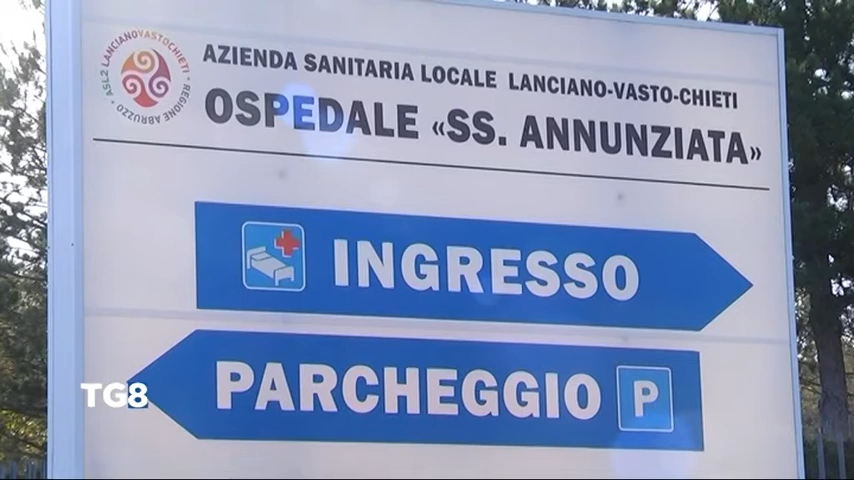 ASL2 LANCIANOVASTOCHIETI • REGIONE ABRUZZO
AZIENDA SANITARIA LOCALE LANCIANO-VASTO-CHIETI
OSPEDALE «SS. ANNUNZIATA»
INGRESSO
PARCHEGGIO P
TG8